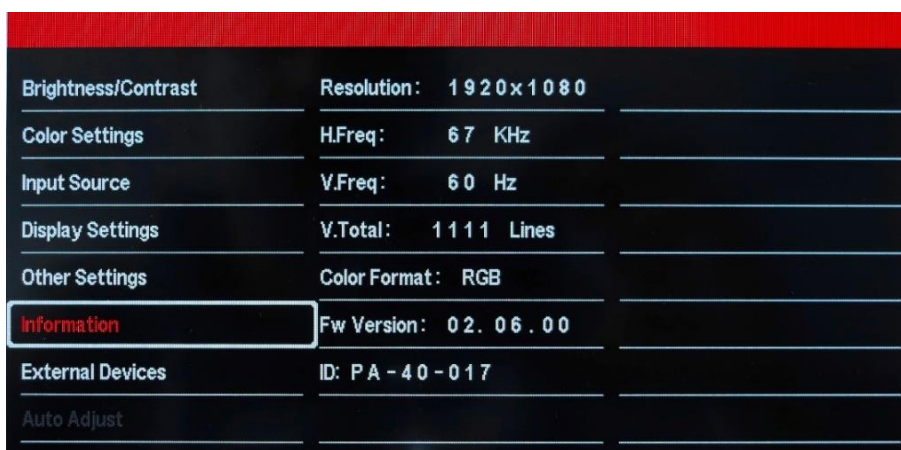 Brightness/Contrast Resolution: 1920x1080
Color Settings H.Freq: 67 KHz
Input Source V.Freq: 60 Hz
Display Settings V.Total: 1111 Lines
Other Settings Color Format: RGB
Information Fw Version: 02.06.00
External Devices ID: PA-40-017
Auto Adjust